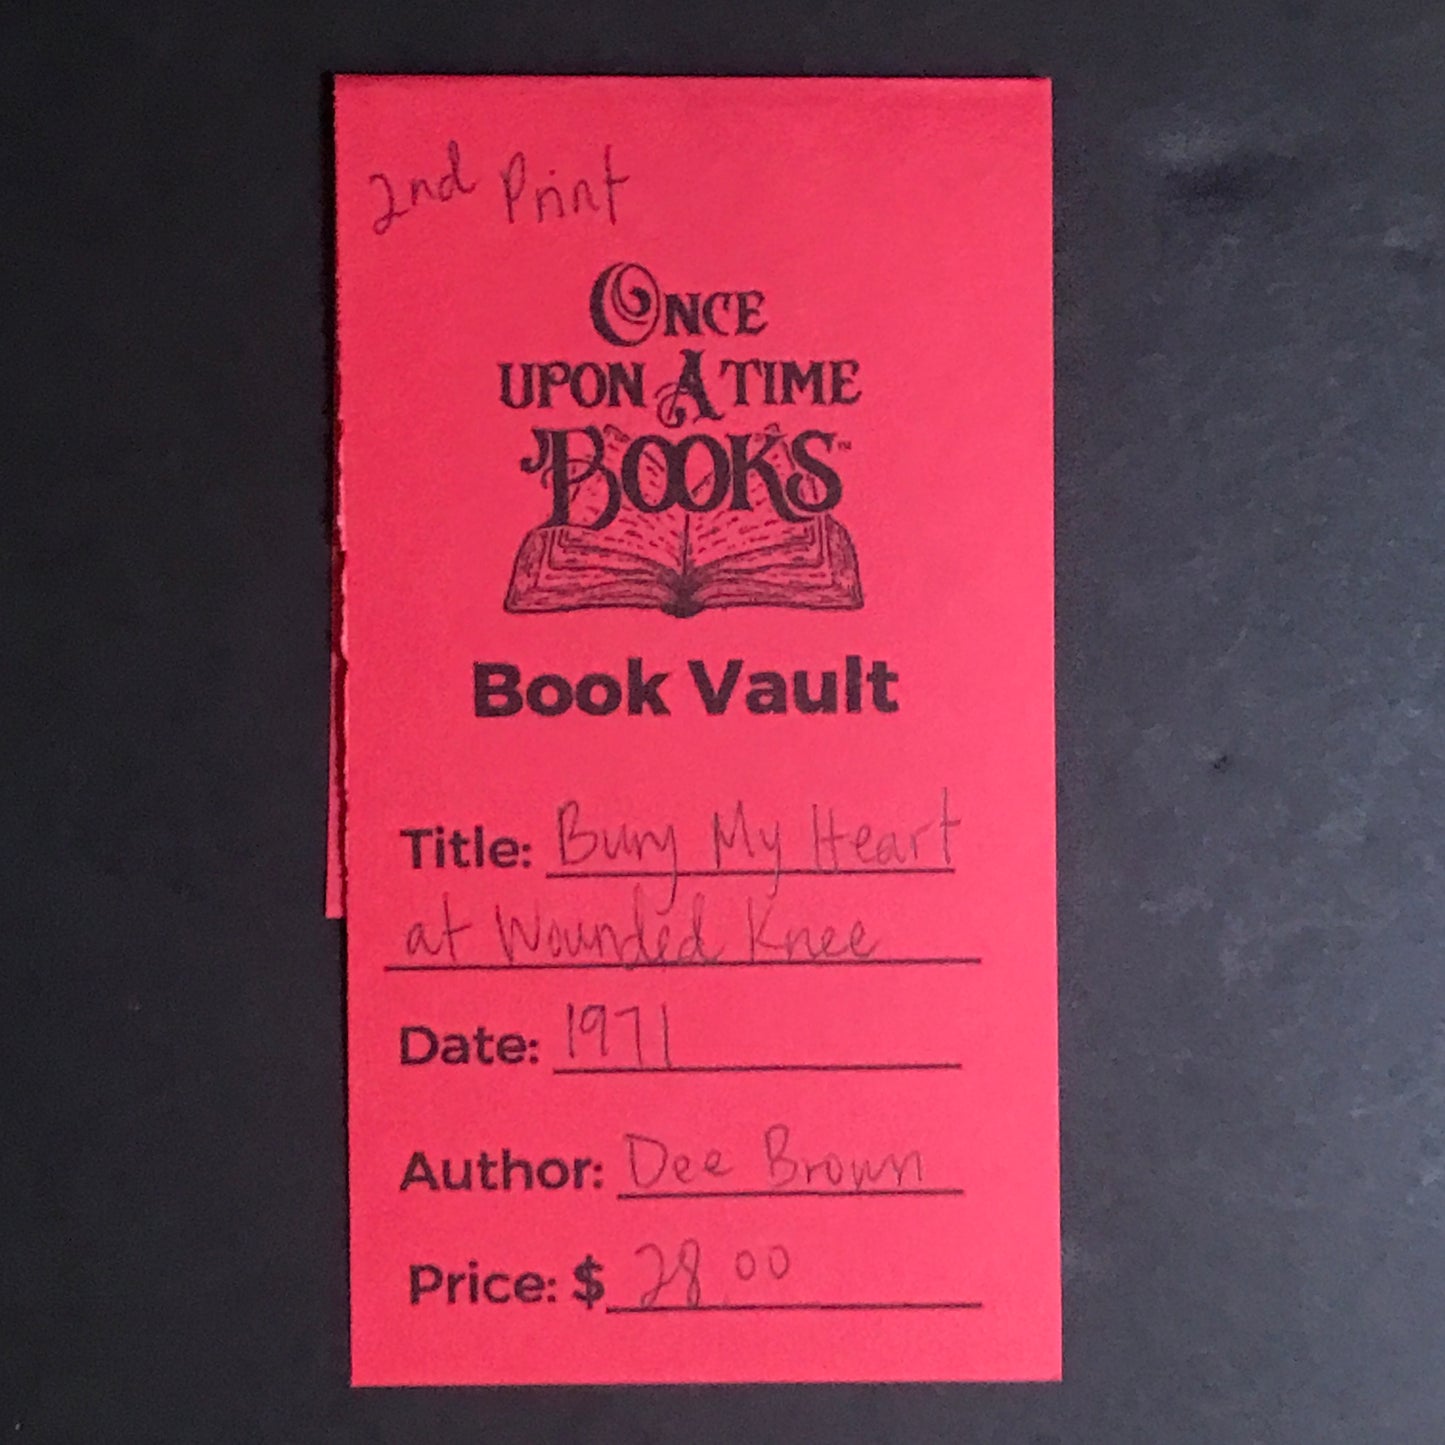 2nd Print
ONCE
UPON A TIME
BOOKS™
Book Vault
Title: Bury My Heart
at Wounded Knee
Date: 1971
Author: Dee Brown
Price: $ 28.00